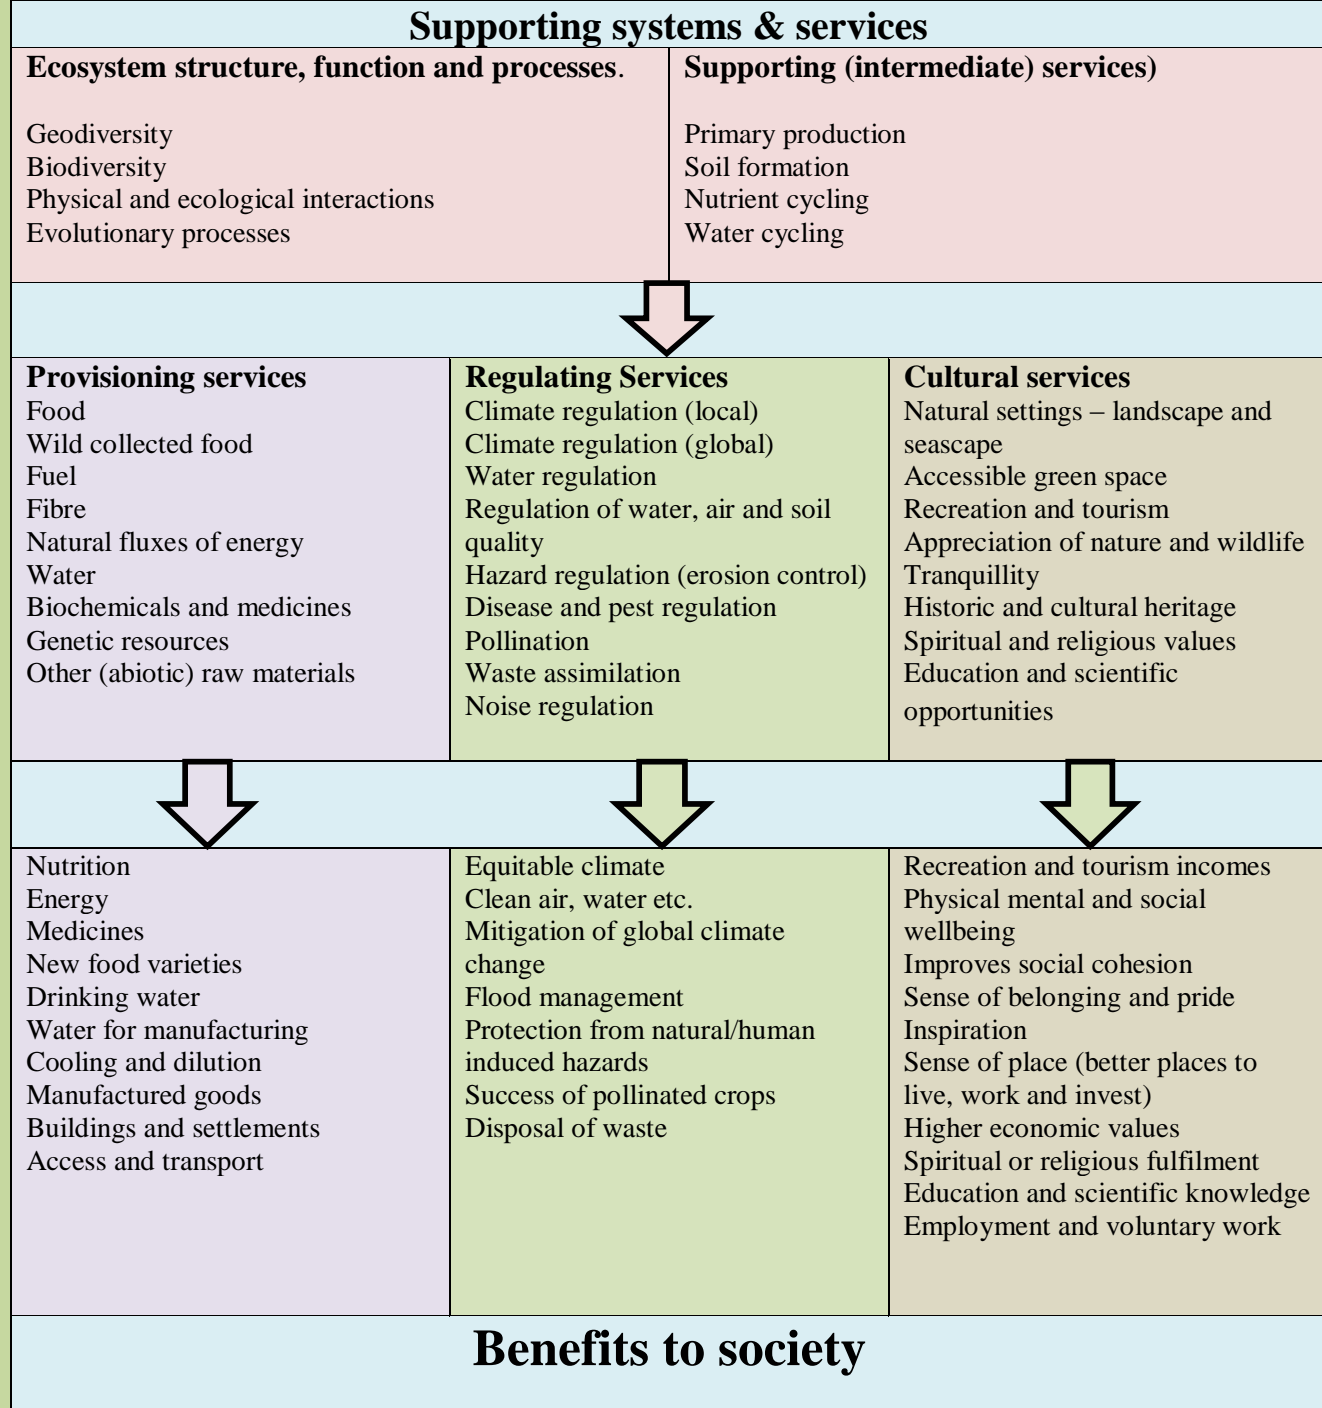 Supporting systems & services
Ecosystem structure, function and processes.
Geodiversity
Biodiversity
Physical and ecological interactions
Evolutionary processes
Supporting (intermediate) services)
Primary production
Soil formation
Nutrient cycling
Water cycling
Provisioning services
Food
Wild collected food
Fuel
Fibre
Natural fluxes of energy
Water
Biochemicals and medicines
Genetic resources
Other (abiotic) raw materials
Regulating Services
Climate regulation (local)
Climate regulation (global)
Water regulation
Regulation of water, air and soil
quality
Hazard regulation (erosion control)
Disease and pest regulation
Pollination
Waste assimilation
Noise regulation
Cultural services
Natural settings – landscape and
seascape
Accessible green space
Recreation and tourism
Appreciation of nature and wildlife
Tranquillity
Historic and cultural heritage
Spiritual and religious values
Education and scientific
opportunities
Nutrition
Energy
Medicines
New food varieties
Drinking water
Water for manufacturing
Cooling and dilution
Manufactured goods
Buildings and settlements
Access and transport
Equitable climate
Clean air, water etc.
Mitigation of global climate
change
Flood management
Protection from natural/human
induced hazards
Success of pollinated crops
Disposal of waste
Recreation and tourism incomes
Physical mental and social
wellbeing
Improves social cohesion
Sense of belonging and pride
Inspiration
Sense of place (better places to
live, work and invest)
Higher economic values
Spiritual or religious fulfilment
Education and scientific knowledge
Employment and voluntary work
Benefits to society